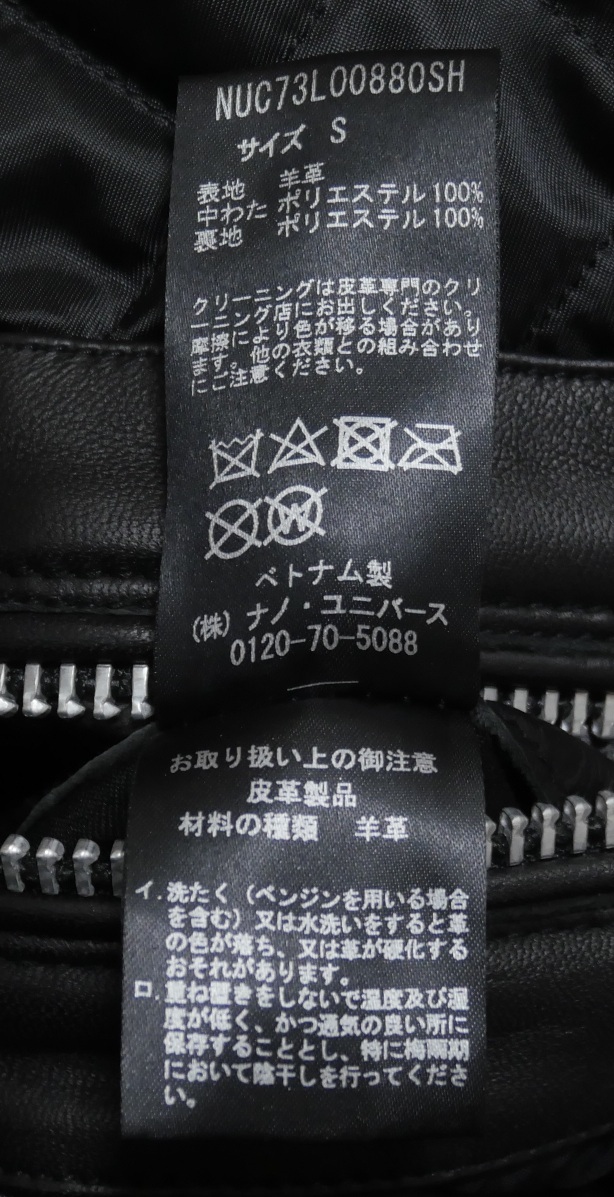 NUC73L00880SH
サイズ S
表地 羊革
中わた ポリエステル100%
裏地 ポリエステル100%
クリーニングは皮革専門のクリ
ーニング店にお出しください。
摩擦により色が移る場合があり
ます。他の衣類との組み合わせ
にご注意ください。
W
ベトナム製
(株) ナノ・ユニバース
0120-70-5088
お取り扱い上の御注意
皮革製品
材料の種類 羊革
イ.洗たく(ベンジンを用いる場合
を含む)又は水洗いをすると革
の色が落ち、又は革が硬化する
おそれがあります。
ロ.重ね置きをしないで温度及び湿
度が低く、かつ通気の良い所に
保存することとし、特に梅雨期
において陰干しを行ってくださ
い。